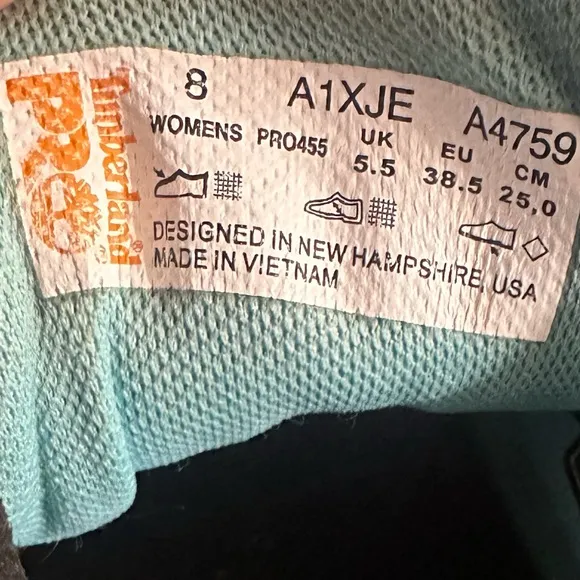 Timberland®
PRO
8 A1XJE A4759
WOMENS PRO455 UK EU CM
5.5 38.5 25,0
DESIGNED IN NEW HAMPSHIRE, USA
MADE IN VIETNAM